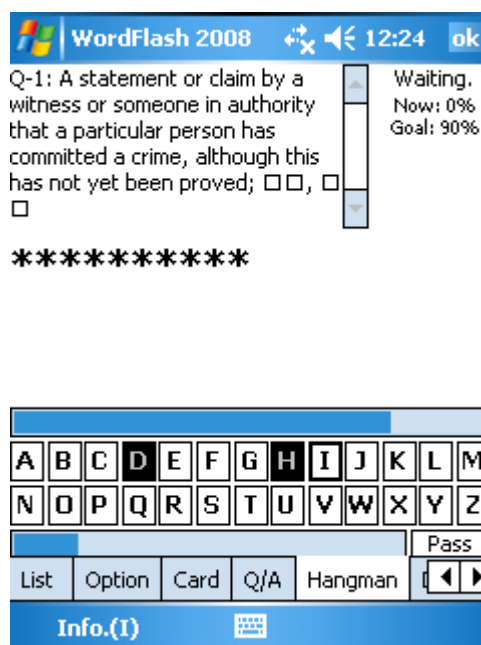 WordFlash 2008 12:24 ok
Q-1: A statement or claim by a
witness or someone in authority
that a particular person has
committed a crime, although this
has not yet been proved; □□, □
□
Waiting.
Now: 0%
Goal: 90%
**********
A B C D E F G H I J K L M
N O P Q R S T U V W X Y Z
Pass
List Option Card Q/A Hangman
Info.(I)